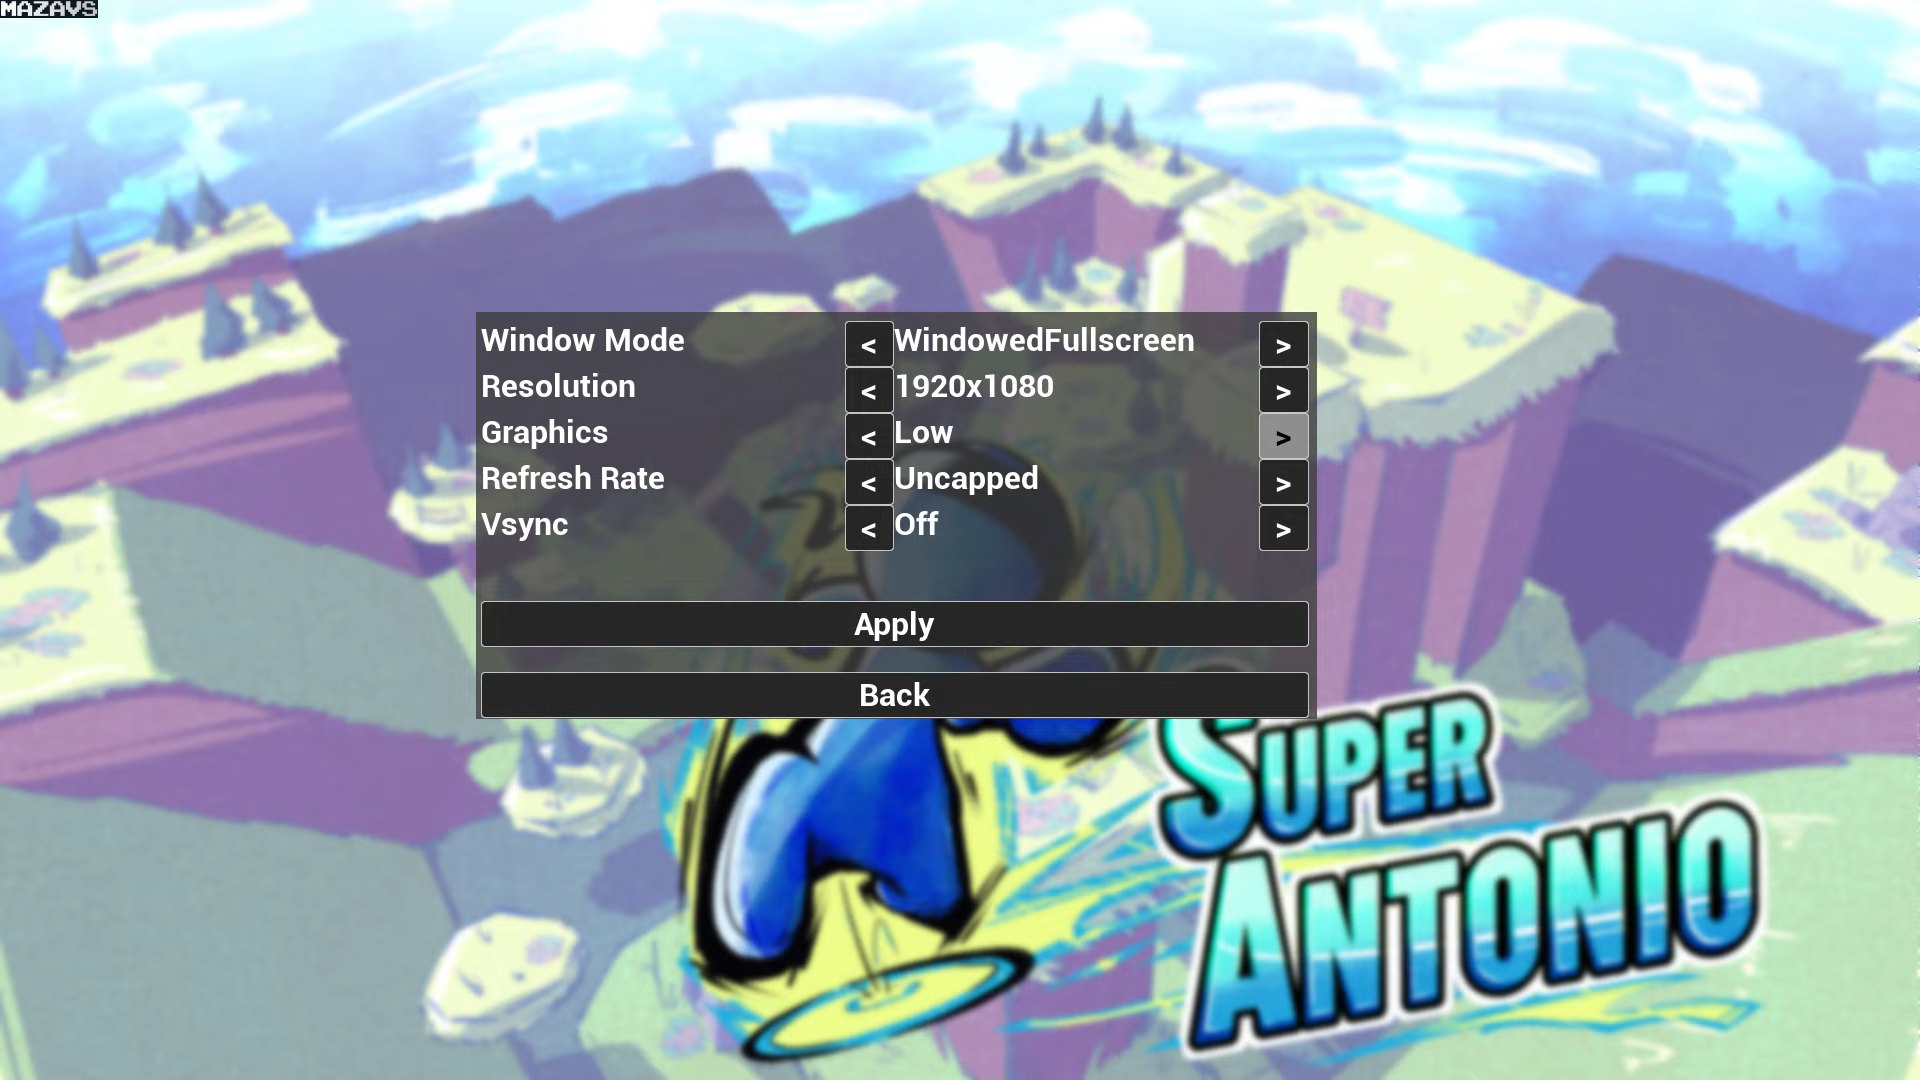 MAZAVS
Window Mode < WindowedFullscreen >
Resolution < 1920x1080 >
Graphics < Low >
Refresh Rate < Uncapped >
Vsync < Off >
Apply
Back
SUPER
ANTONIO